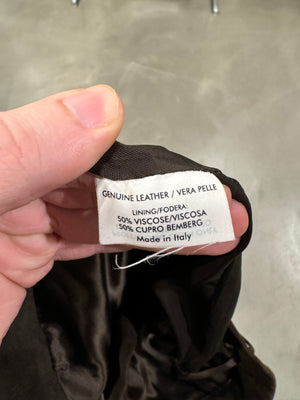 GENUINE LEATHER / VERA PELLE
LINING/FODERA:
50% VISCOSE/VISCOSA
50% CUPRO BEMBERG
Made in Italy